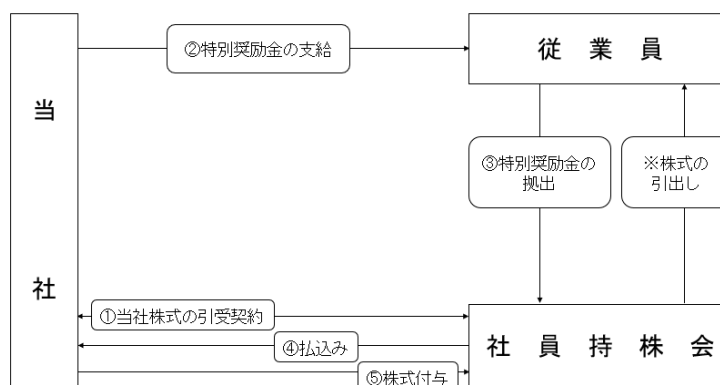 ②特別奨励金の支給
従業員
当社
③特別奨励金の
拠出
※株式の
引出し
①当社株式の引受契約
④払込み
⑤株式付与
社員持株会